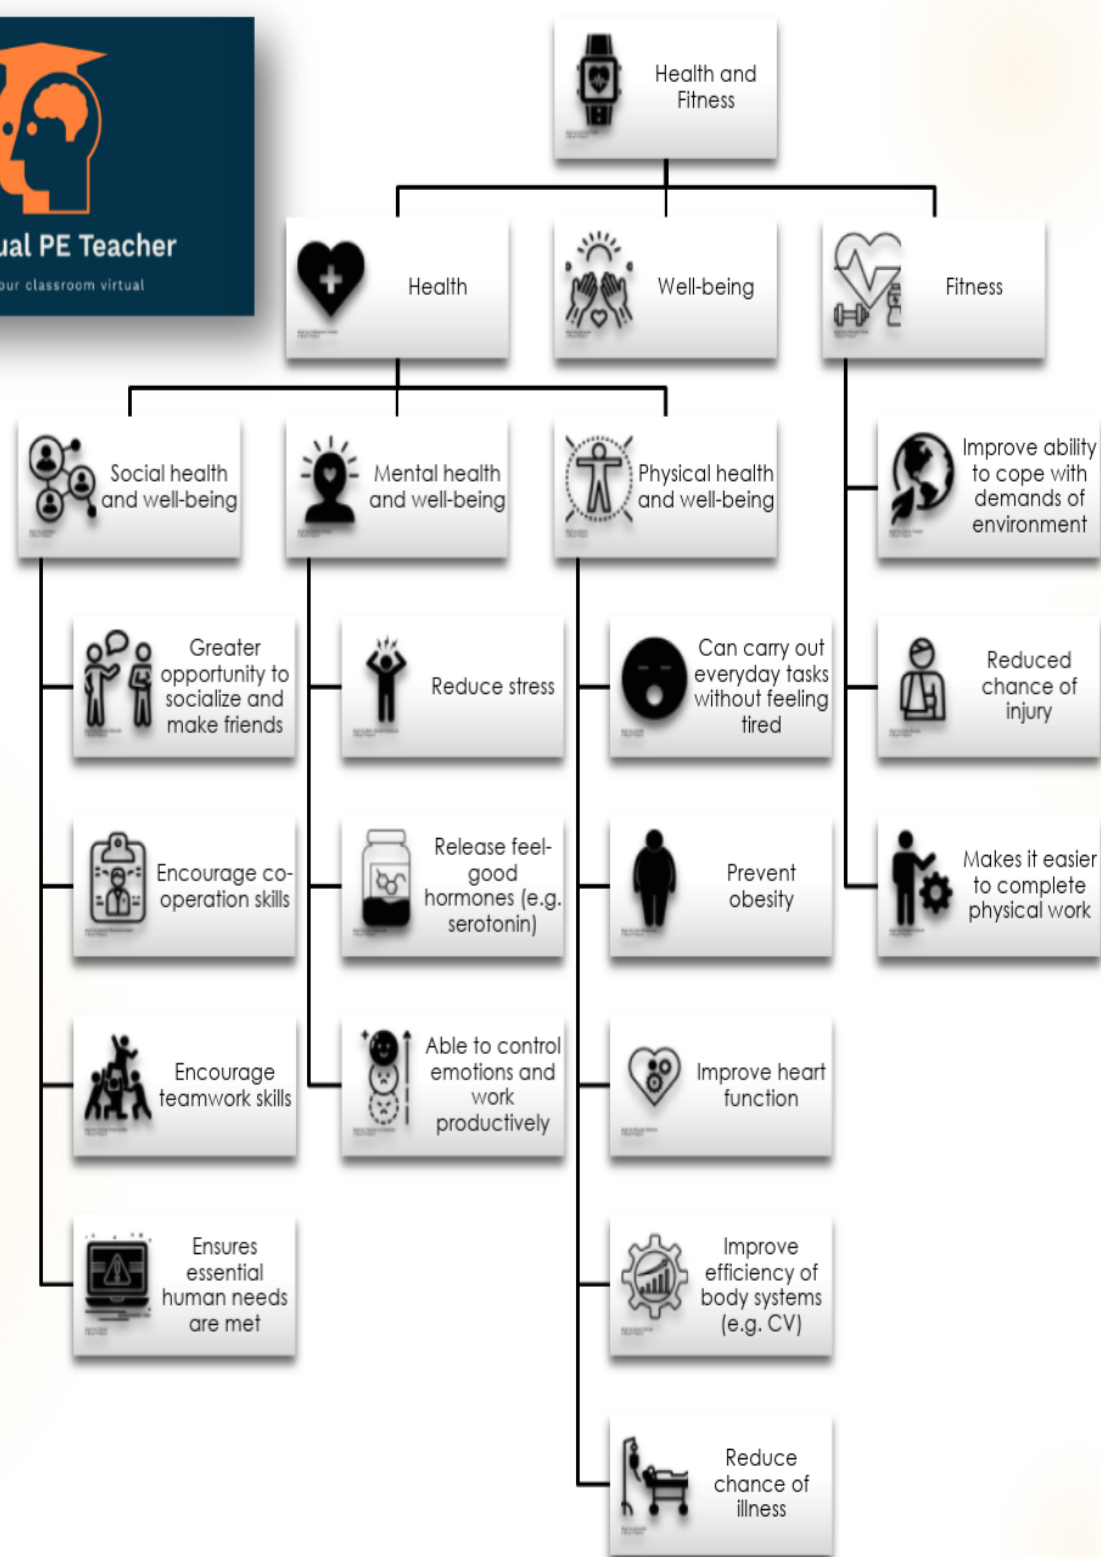 ual PE Teacher
our classroom virtual
Health and
Fitness
Health
Well-being
Fitness
Social health
and well-being
Mental health
and well-being
Physical health
and well-being
Improve ability
to cope with
demands of
environment
Greater
opportunity to
socialize and
make friends
Reduce stress
Can carry out
everyday tasks
without feeling
tired
Reduced
chance of
injury
Encourage co-
operation skills
Release feel-
good
hormones (e.g.
serotonin)
Prevent
obesity
Makes it easier
to complete
physical work
Encourage
teamwork skills
Able to control
emotions and
work
productively
Improve heart
function
Ensures
essential
human needs
are met
Improve
efficiency of
body systems
(e.g. CV)
Reduce
chance of
illness